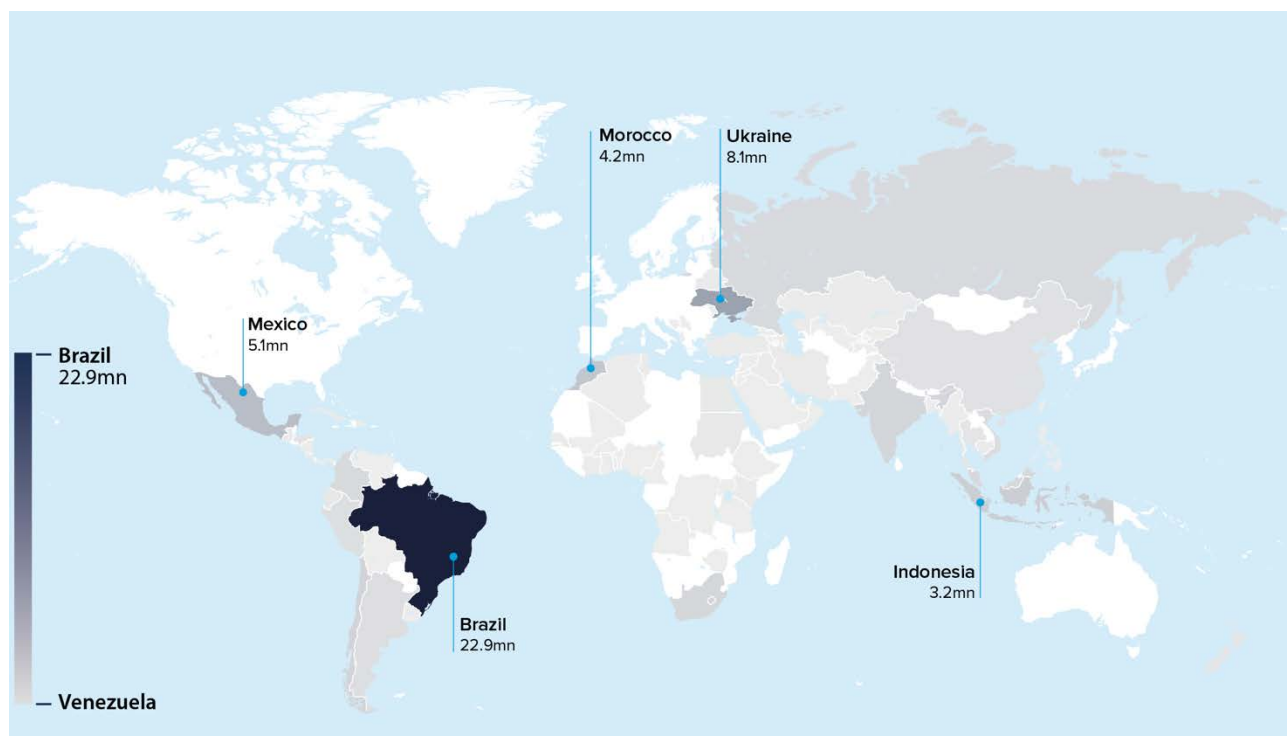 Morocco
4.2mn
Ukraine
8.1mn
Mexico
5.1mn
Brazil
22.9mn
Indonesia
3.2mn
Brazil
22.9mn
Venezuela